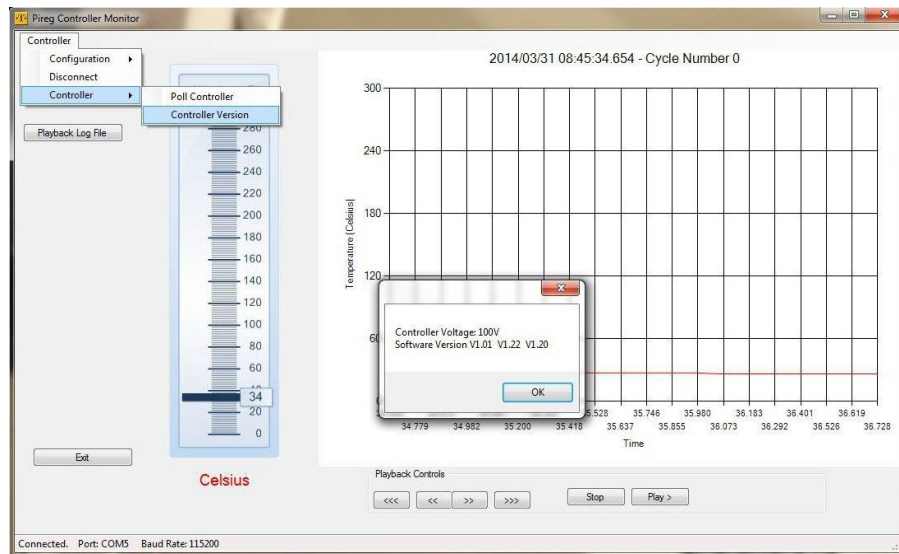 Pireg Controller Monitor
Controller
Configuration
Disconnect
Controller
Poll Controller
Controller Version
Playback Log File
280
260
240
220
200
180
160
140
120
100
80
60
34
20
0
Celsius
Exit
2014/03/31 08:45:34.654 - Cycle Number 0
Temperature [Celsius]
300
240
180
120
60
Controller Voltage: 100V
Software Version V1.01 V1.22 V1.20
OK
5.528 35.746 35.980 36.183 36.401 36.619
34.779 34.982 35.200 35.418 35.637 35.855 36.073 36.292 36.526 36.728
Time
Playback Controls
<<< << >> >>> Stop Play >
Connected. Port: COM5 Baud Rate: 115200